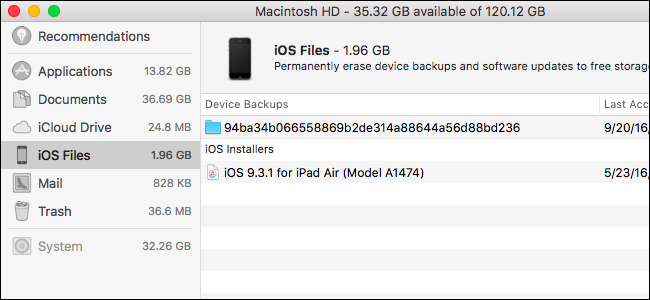 Macintosh HD - 35.32 GB available of 120.12 GB
Recommendations
Applications 13.82 GB
Documents 36.69 GB
iCloud Drive 24.8 MB
iOS Files 1.96 GB
Mail 828 KB
Trash 36.6 MB
System 32.26 GB
iOS Files - 1.96 GB
Permanently erase device backups and software updates to free storag
Device Backups Last Acc
94ba34b066558869b2de314a88644a56d88bd236 9/20/16,
iOS Installers
iOS 9.3.1 for iPad Air (Model A1474) 5/23/16,